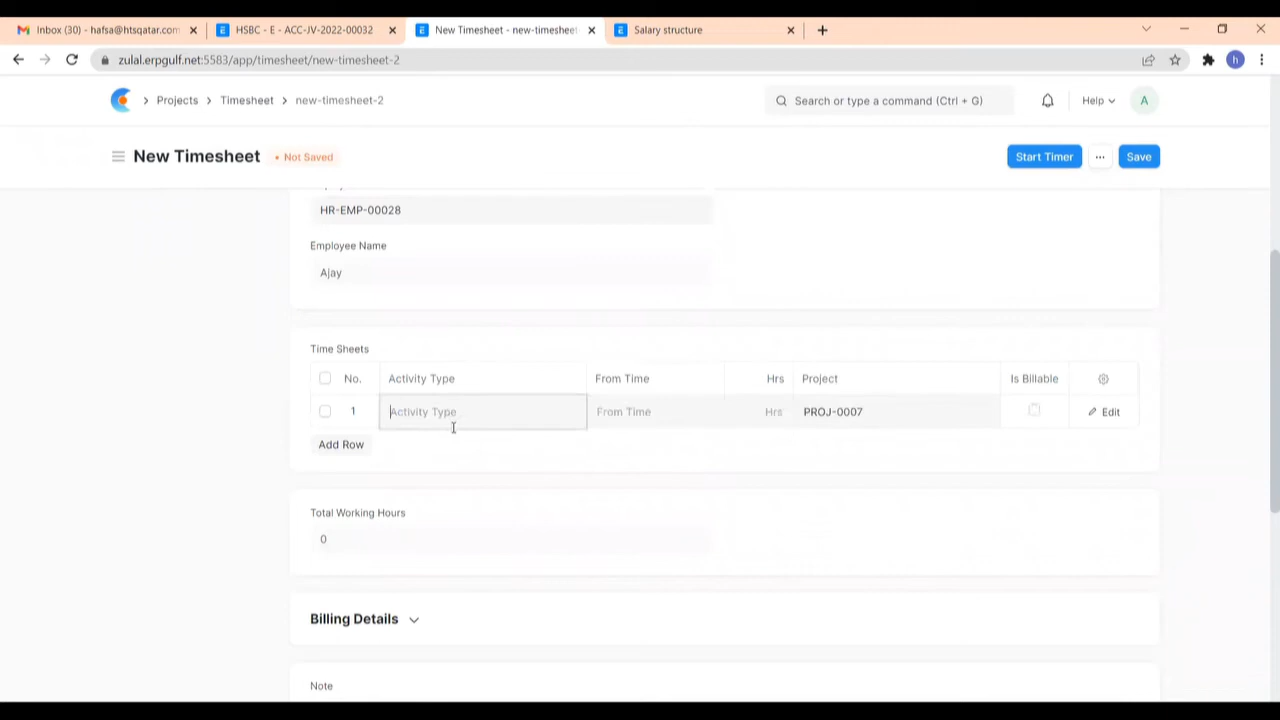 Inbox (30) - hafsa@htsqatar.com
HSBC - E - ACC-JV-2022-00032
New Timesheet - new-timeshee
Salary structure
zulal.erpgulf.net:5583/app/timesheet/new-timesheet-2
h
Projects > Timesheet > new-timesheet-2
Search or type a command (Ctrl + G)
Help
A
New Timesheet • Not Saved
Start Timer ... Save
HR-EMP-00028
Employee Name
Ajay
Time Sheets
No. Activity Type From Time Hrs Project Is Billable
1 Activity Type From Time Hrs PROJ-0007 Edit
Add Row
Total Working Hours
0
Billing Details
Note